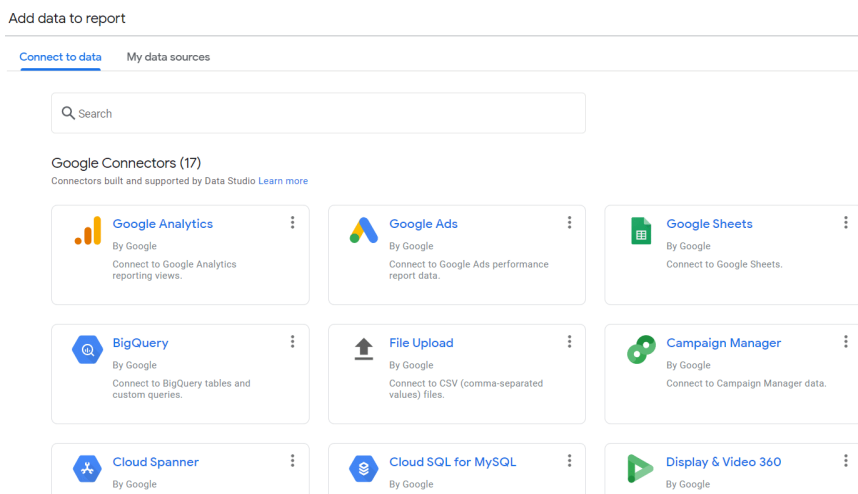 Add data to report
Connect to data
My data sources
Search
Google Connectors (17)
Connectors built and supported by Data Studio Learn more
Google Analytics
By Google
Connect to Google Analytics
reporting views.
Google Ads
By Google
Connect to Google Ads performance
report data.
Google Sheets
By Google
Connect to Google Sheets.
BigQuery
By Google
Connect to BigQuery tables and
custom queries.
File Upload
By Google
Connect to CSV (comma-separated
values) files.
Campaign Manager
By Google
Connect to Campaign Manager data.
Cloud Spanner
By Google
Cloud SQL for MySQL
By Google
Display & Video 360
By Google